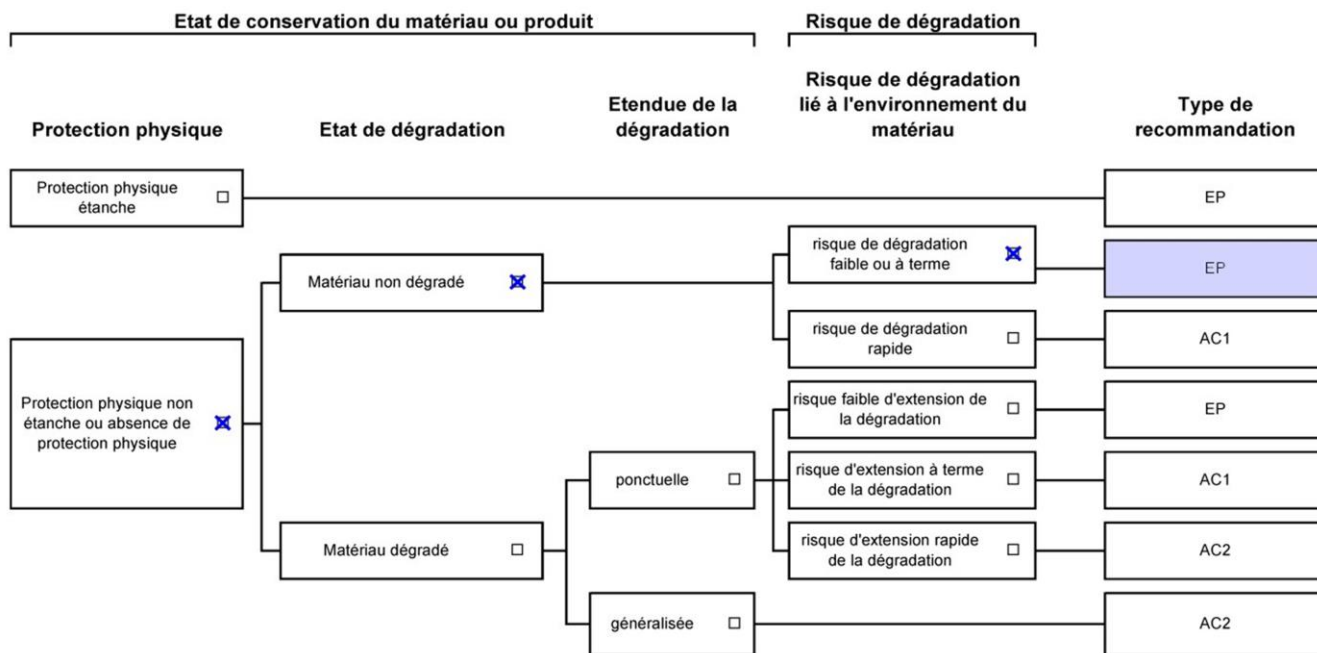 Etat de conservation du matériau ou produit
Risque de dégradation
Protection physique
Etat de dégradation
Etendue de la
dégradation
Risque de dégradation
lié à l'environnement du
matériau
Type de
recommandation
Protection physique
étanche
EP
risque de dégradation
faible ou à terme
EP
Matériau non dégradé
risque de dégradation
rapide
AC1
Protection physique non
étanche ou absence de
protection physique
risque faible d'extension de
la dégradation
EP
ponctuelle
risque d'extension à terme
de la dégradation
AC1
Matériau dégradé
risque d'extension rapide
de la dégradation
AC2
généralisée
AC2